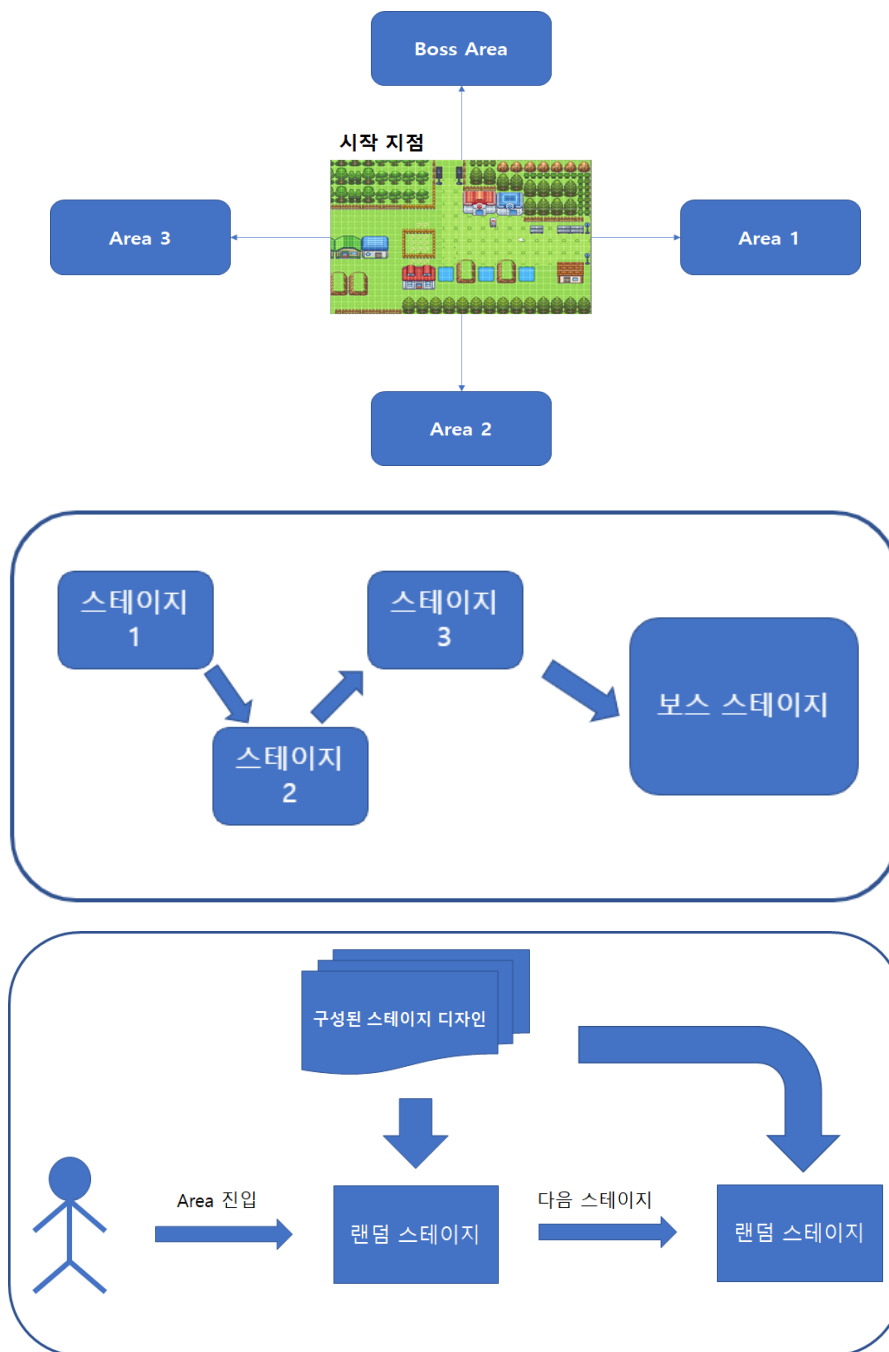 Boss Area
시작 지점
Area 3
Area 1
Area 2
스테이지
1
스테이지
3
보스 스테이지
스테이지
2
구성된 스테이지 디자인
Area 진입
다음 스테이지
랜덤 스테이지
랜덤 스테이지